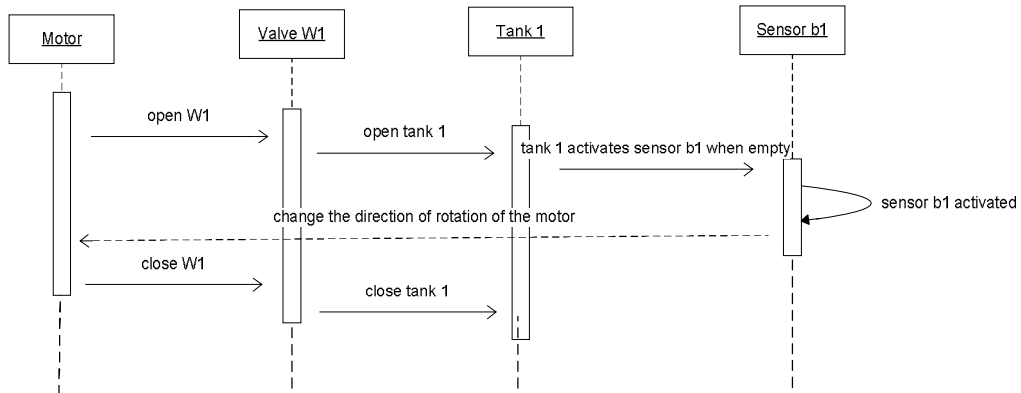 Motor
Valve W1
Tank 1
Sensor b1
open W1
open tank 1
tank 1 activates sensor b1 when empty
sensor b1 activated
change the direction of rotation of the motor
close W1
close tank 1